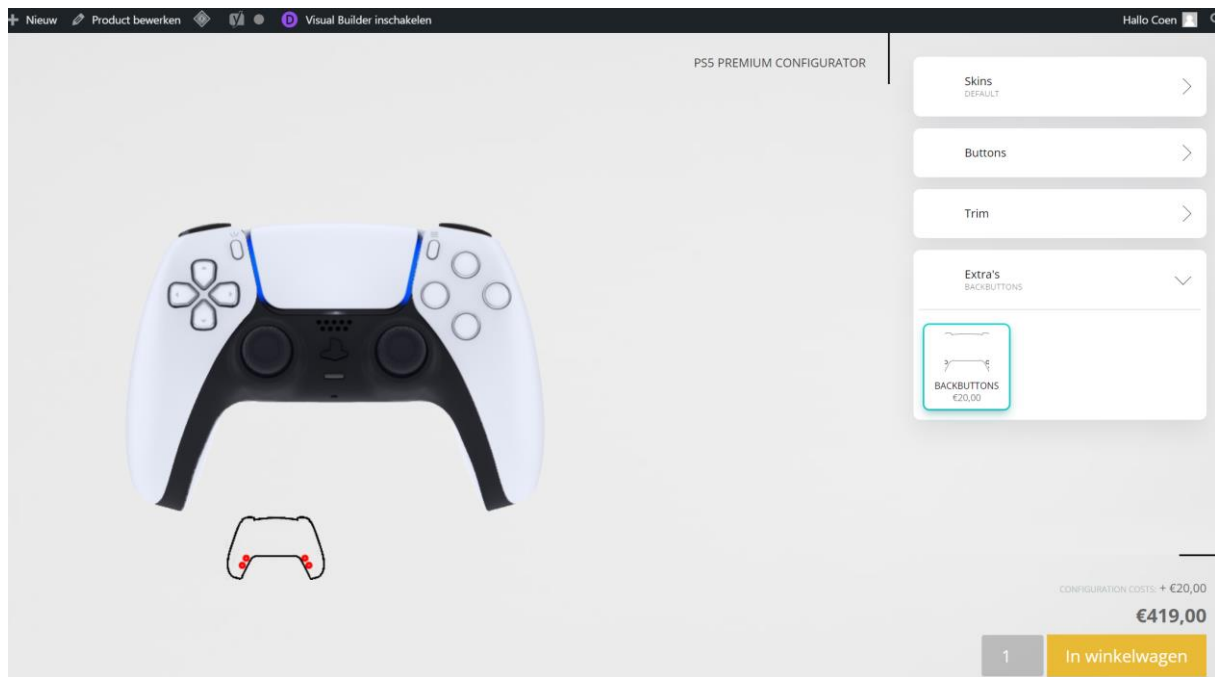 Nieuw Product bewerken Visual Builder inschakelen Hallo Coen
PS5 PREMIUM CONFIGURATOR
Skins
DEFAULT
Buttons
Trim
Extra's
BACKBUTTONS
BACKBUTTONS
€20,00
CONFIGURATION COSTS: + €20,00
€419,00
1 In winkelwagen